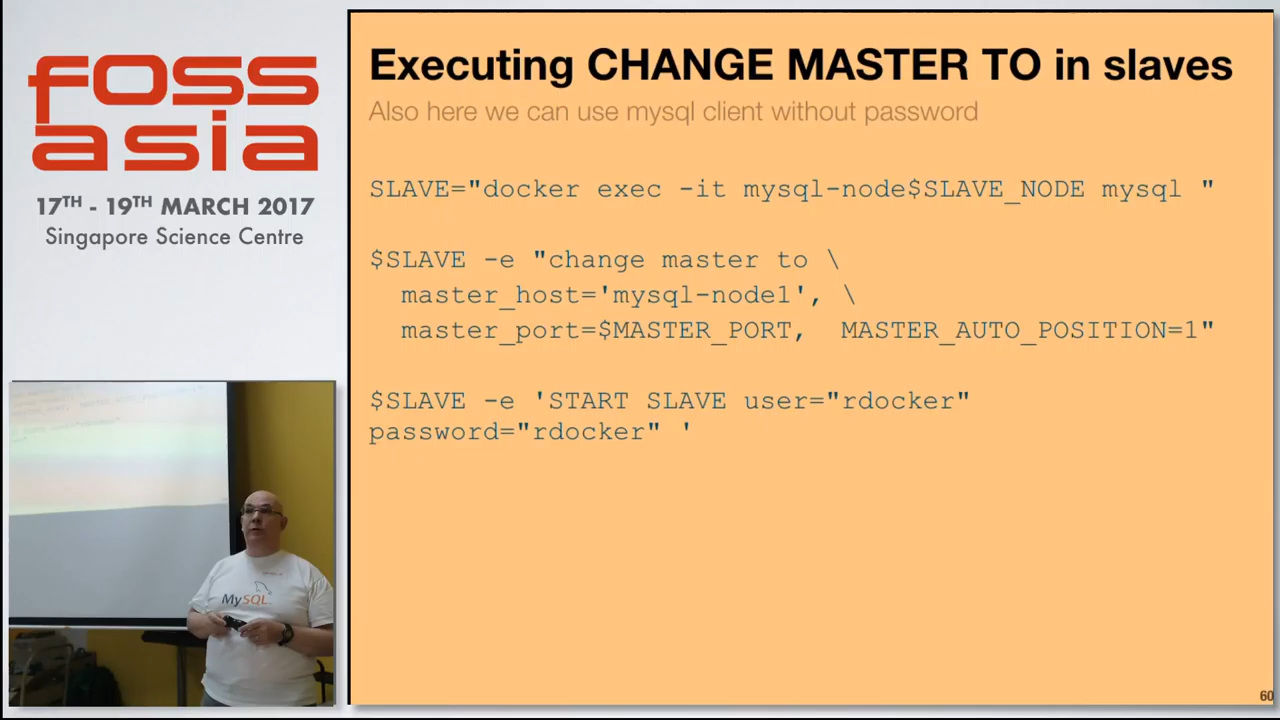 foss
asia
17TH - 19TH MARCH 2017
Singapore Science Centre
Executing CHANGE MASTER TO in slaves
Also here we can use mysql client without password
SLAVE="docker exec -it mysql-node$SLAVE_NODE mysql "
$SLAVE -e "change master to \
master_host='mysql-node1', \
master_port=$MASTER_PORT, MASTER_AUTO_POSITION=1"
$SLAVE -e 'START SLAVE user="rdocker"
password="rdocker" '
MySQL
60